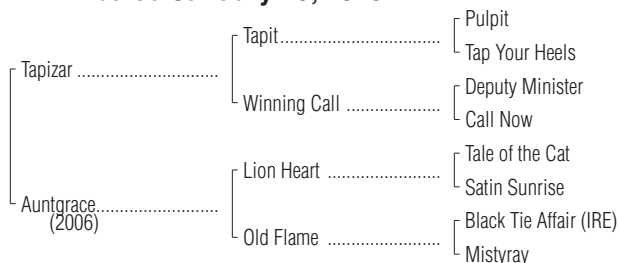 Pulpit
Tapit
Tap Your Heels
Tapizar
Deputy Minister
Winning Call
Call Now
Tale of the Cat
Lion Heart
Satin Sunrise
Auntgrace
(2006)
Black Tie Affair (IRE)
Old Flame
Mistyray